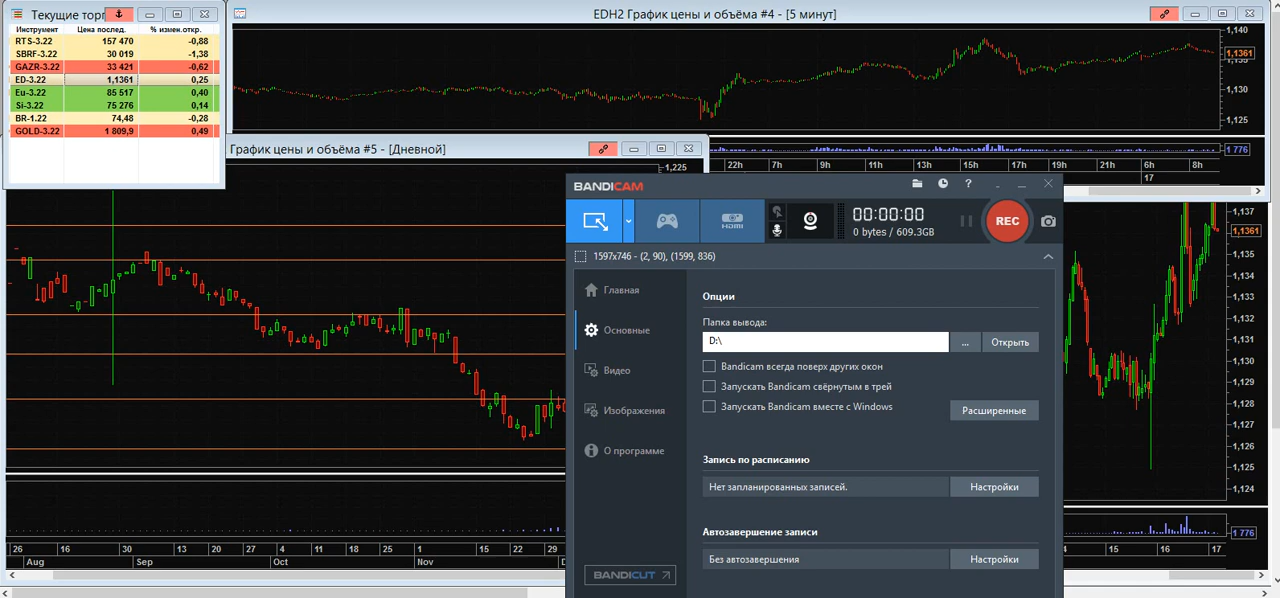 Текущие торг
Инструмент Цена послед. % измен.откр.
RTS-3.22 157 470 -0,88
SBRF-3.22 30 019 -1,38
GAZR-3.22 33 421 -0,62
ED-3.22 1,1361 0,25
Eu-3.22 85 517 0,40
Si-3.22 75 276 0,14
BR-1.22 74,48 -0,28
GOLD-3.22 1 809,9 0,49
EDH2 График цены и объёма #4 - [5 минут]
1,140
1,1361
1,135
1,130
1,125
1 776
22h 7h 9h 11h 13h 15h 17h 19h 21h 6h 8h
17
График цены и объёма #5 - [Дневной]
1,225
26 16 30 13 20 27 4 11 18 25 1 15 22 29
Aug Sep Oct Nov
1,137
1,1361
1,135
1,133
1,131
1,130
1,129
1,128
1,127
1,126
1,125
1,124
1 776
15 16 17
BANDICAM
?
HDMI
00:00:00
0 bytes / 609.3GB
REC
1597x746 - (2, 90), (1599, 836)
Главная
Основные
Видео
Изображения
О программе
BANDICUT
Опции
Папка вывода:
D:\
...
Открыть
Bandicam всегда поверх других окон
Запускать Bandicam свёрнутым в трей
Запускать Bandicam вместе с Windows
Расширенные
Запись по расписанию
Нет запланированных записей.
Настройки
Автозавершение записи
Без автозавершения
Настройки